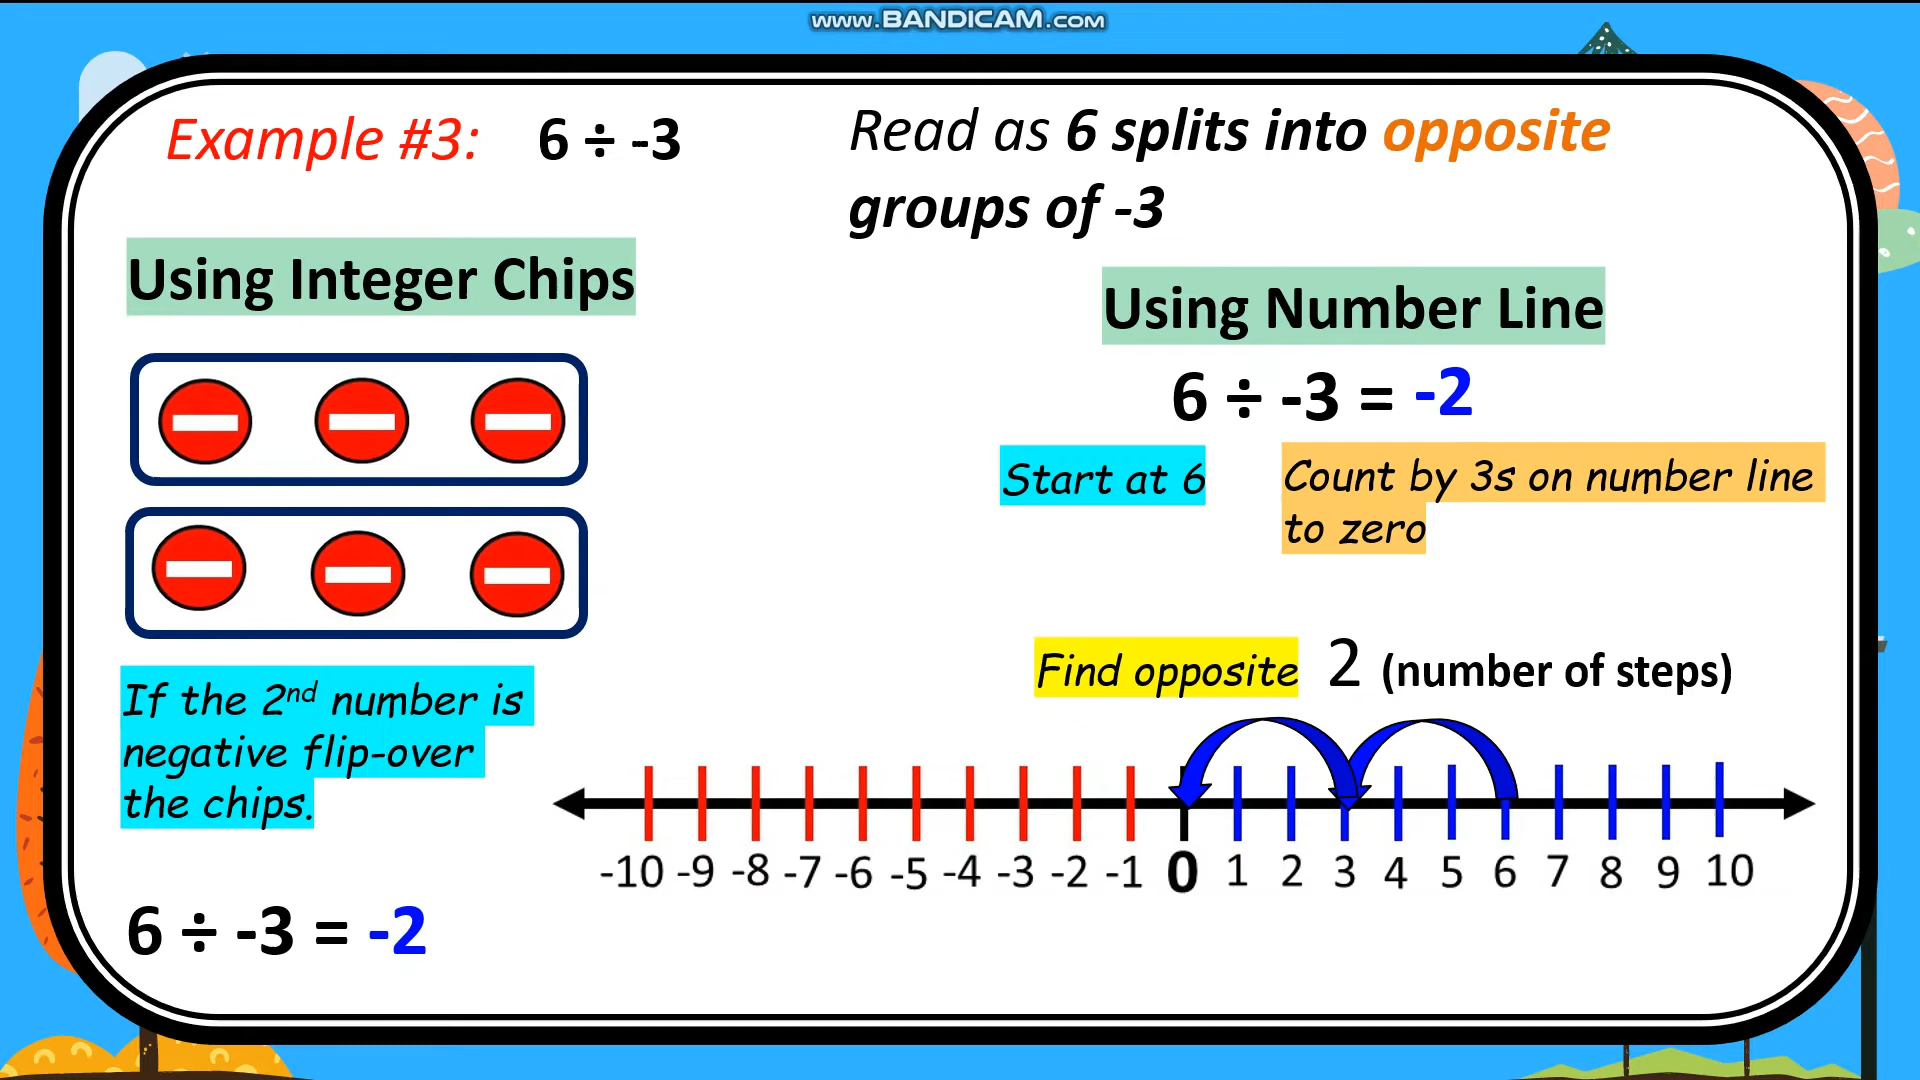 www.BANDICAM.com
Example #3: 6 ÷ -3
Read as 6 splits into opposite
groups of -3
Using Integer Chips
Using Number Line
6 ÷ -3 = -2
Start at 6
Count by 3s on number line
to zero
Find opposite 2 (number of steps)
If the 2nd number is
negative flip-over
the chips.
-10 -9 -8 -7 -6 -5 -4 -3 -2 -1 0 1 2 3 4 5 6 7 8 9 10
6 ÷ -3 = -2